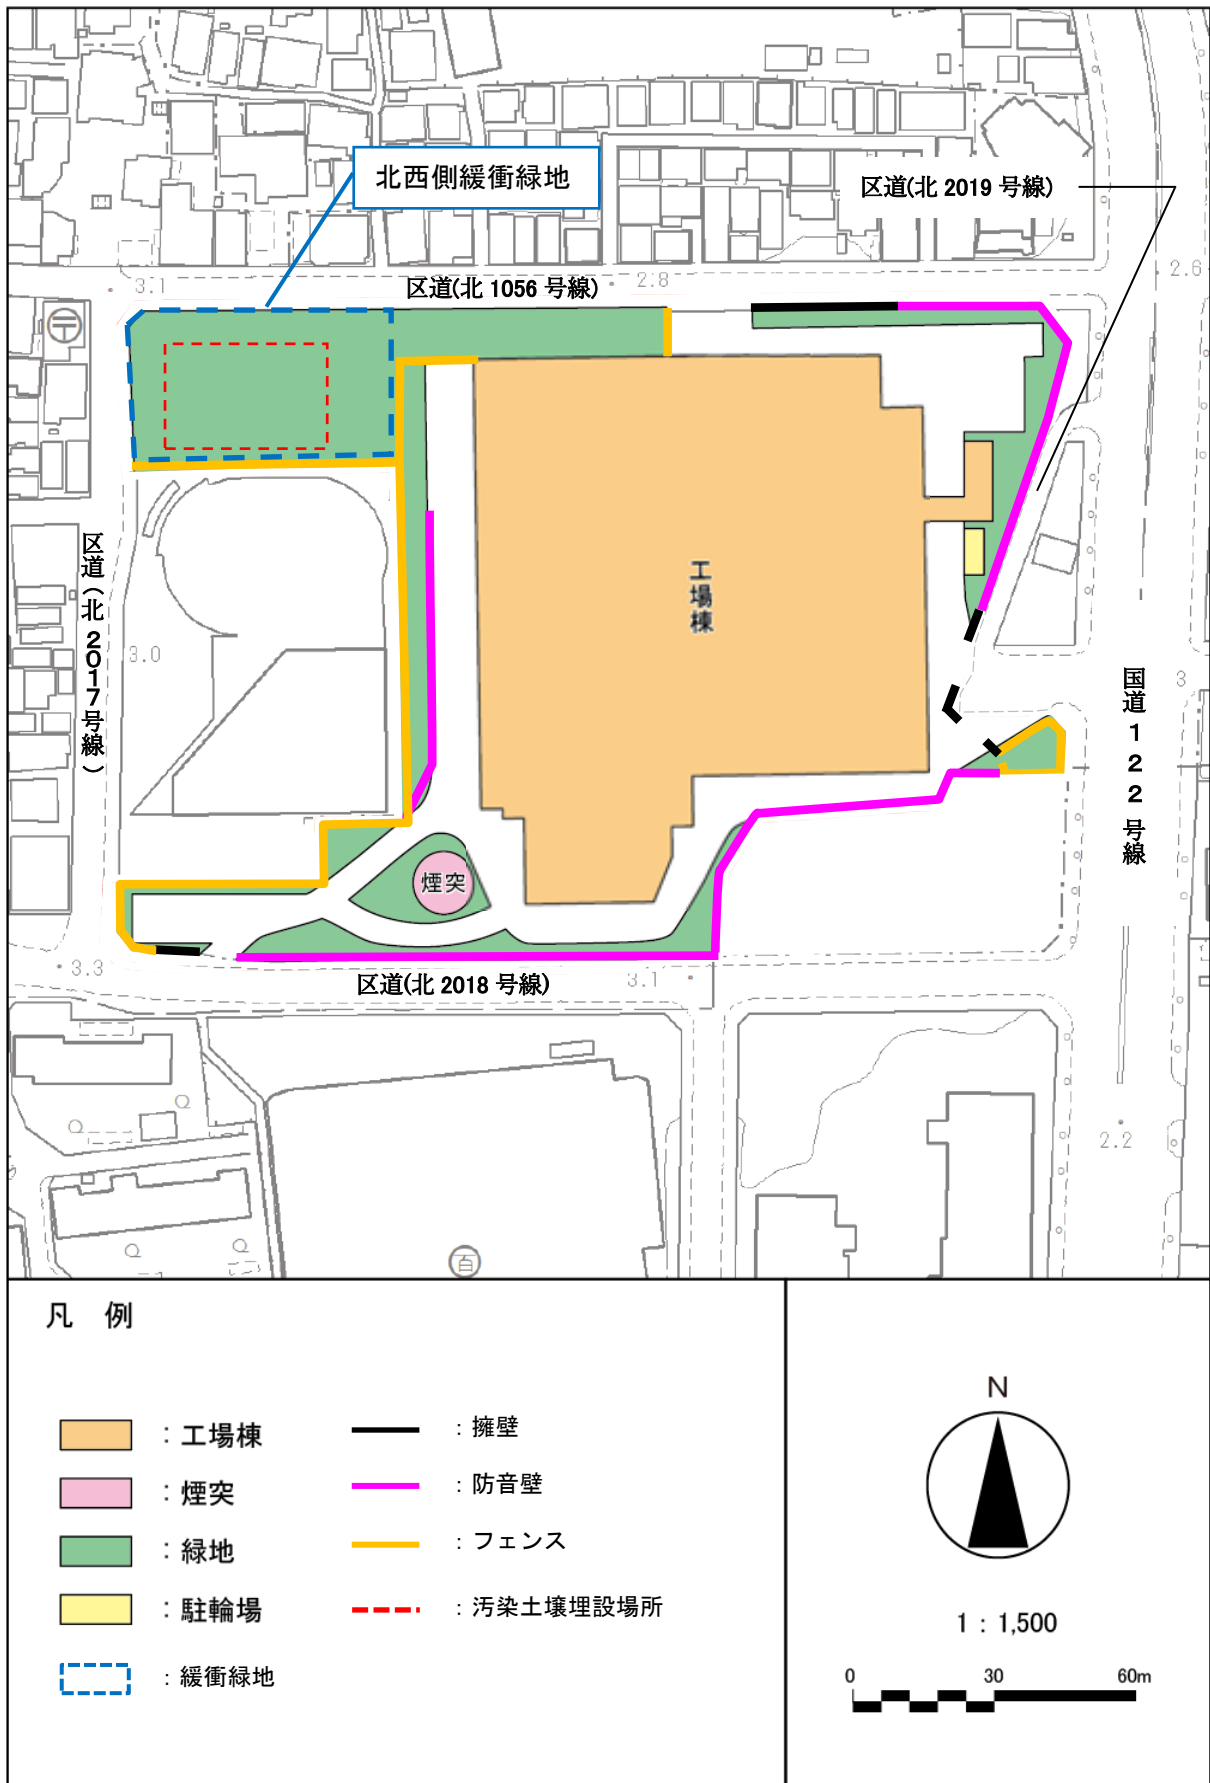 北西側緩衝緑地
区道(北 2019 号線)
2.6
3.1
区道(北 1056 号線)
2.8
工場棟
区道(北 2017号線)
3.0
国道122号線
3
煙突
3.3
区道(北 2018 号線)
3.1
2.2
百
凡 例
：工場棟
：擁壁
：煙突
：防音壁
：緑地
：フェンス
：駐輪場
：汚染土壌埋設場所
：緩衝緑地
N
1：1,500
0 30 60m